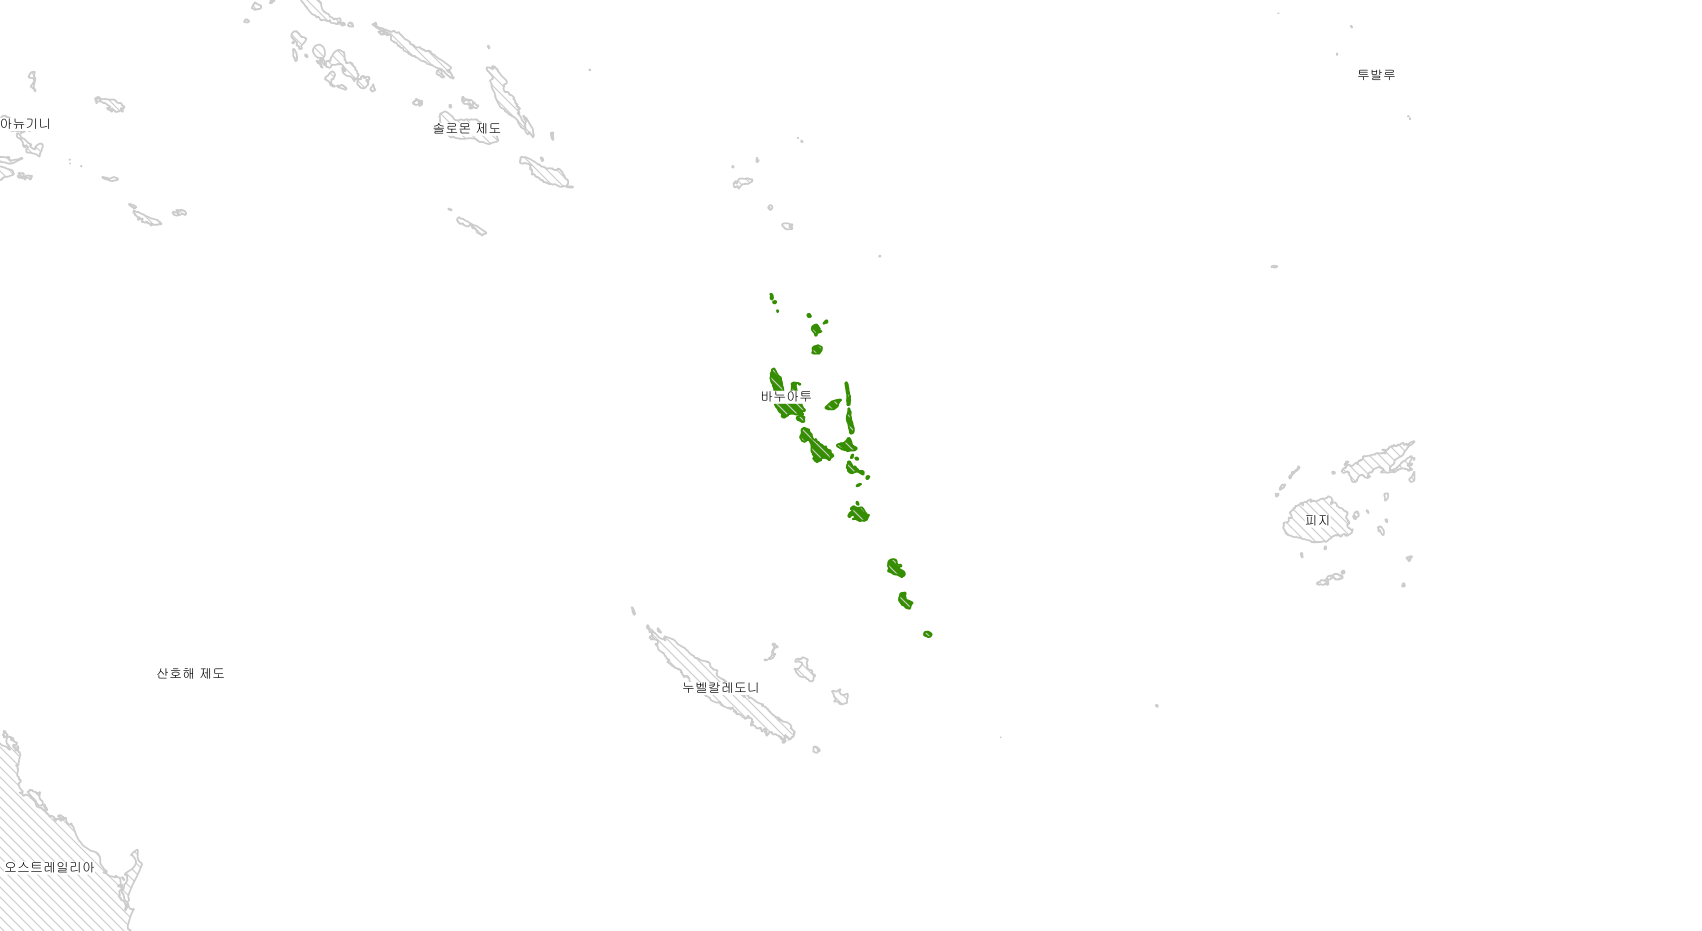 투발루
아뉴기니
솔로몬 제도
바누아투
피지
산호해 제도
누벨칼레도니
오스트레일리아